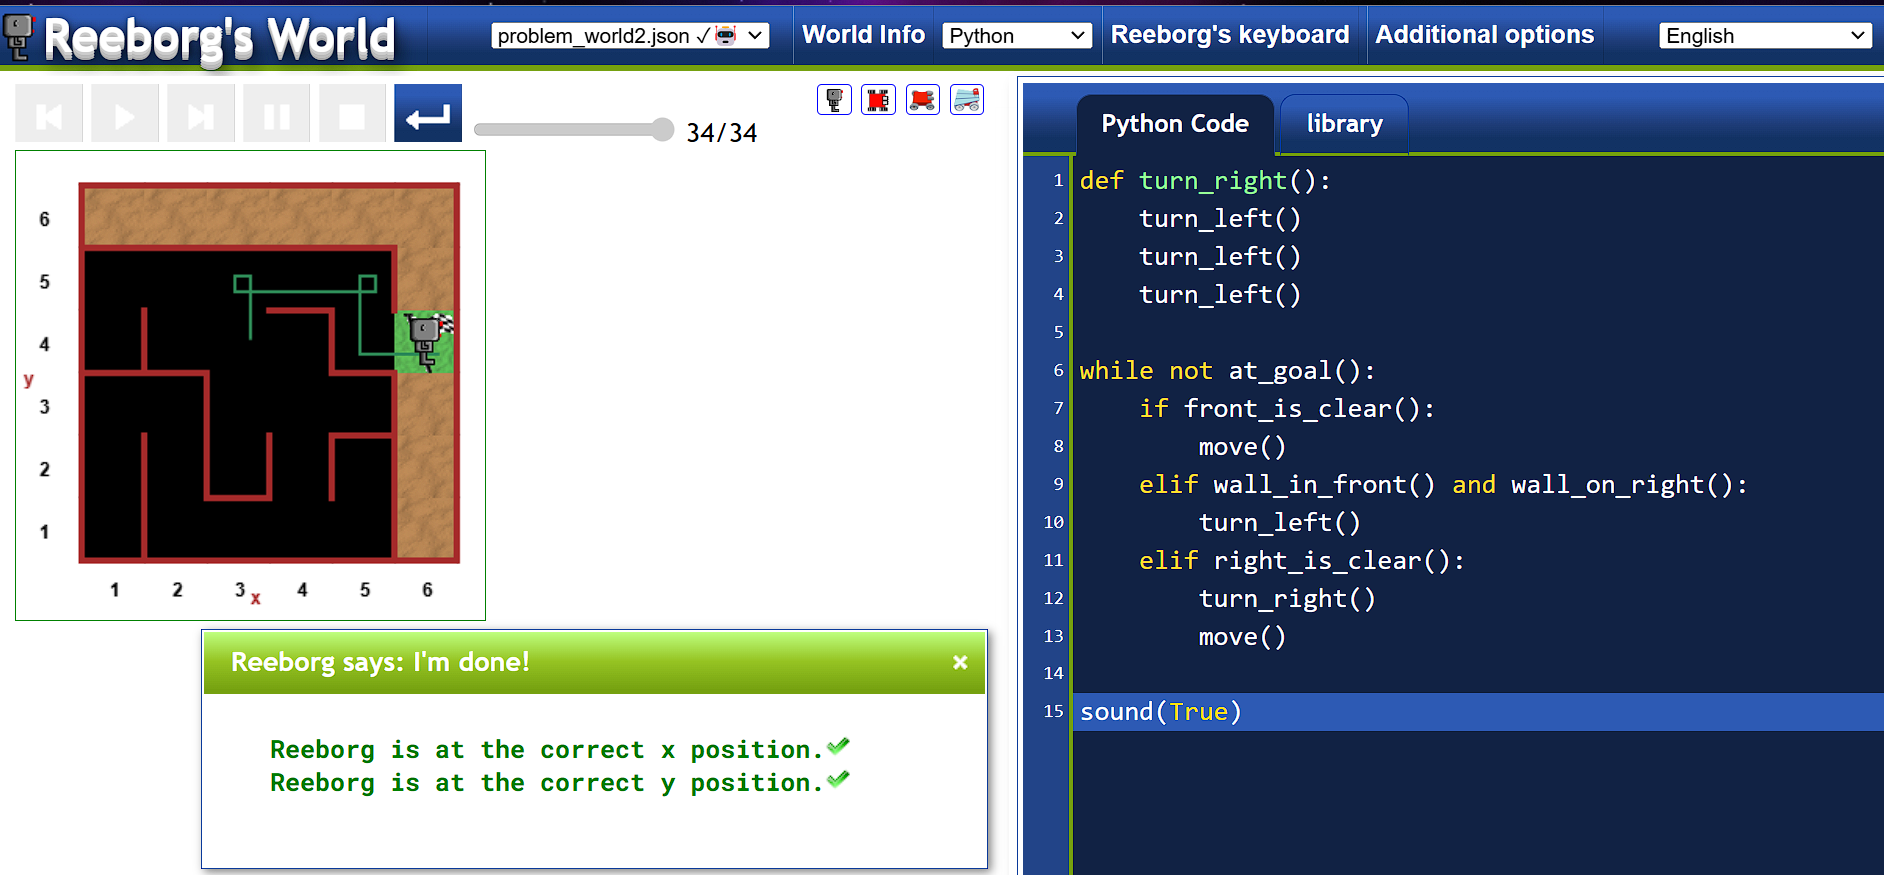 Reeborg's World
problem_world2.json ✓
World Info
Python
Reeborg's keyboard
Additional options
English
34/34
Python Code
library
6
5
4
y
3
2
1
1 2 3 x 4 5 6
1 def turn_right():
2 turn_left()
3 turn_left()
4 turn_left()
5
6 while not at_goal():
7 if front_is_clear():
8 move()
9 elif wall_in_front() and wall_on_right():
10 turn_left()
11 elif right_is_clear():
12 turn_right()
13 move()
14
15 sound(True)
Reeborg says: I'm done! ×
Reeborg is at the correct x position.
Reeborg is at the correct y position.